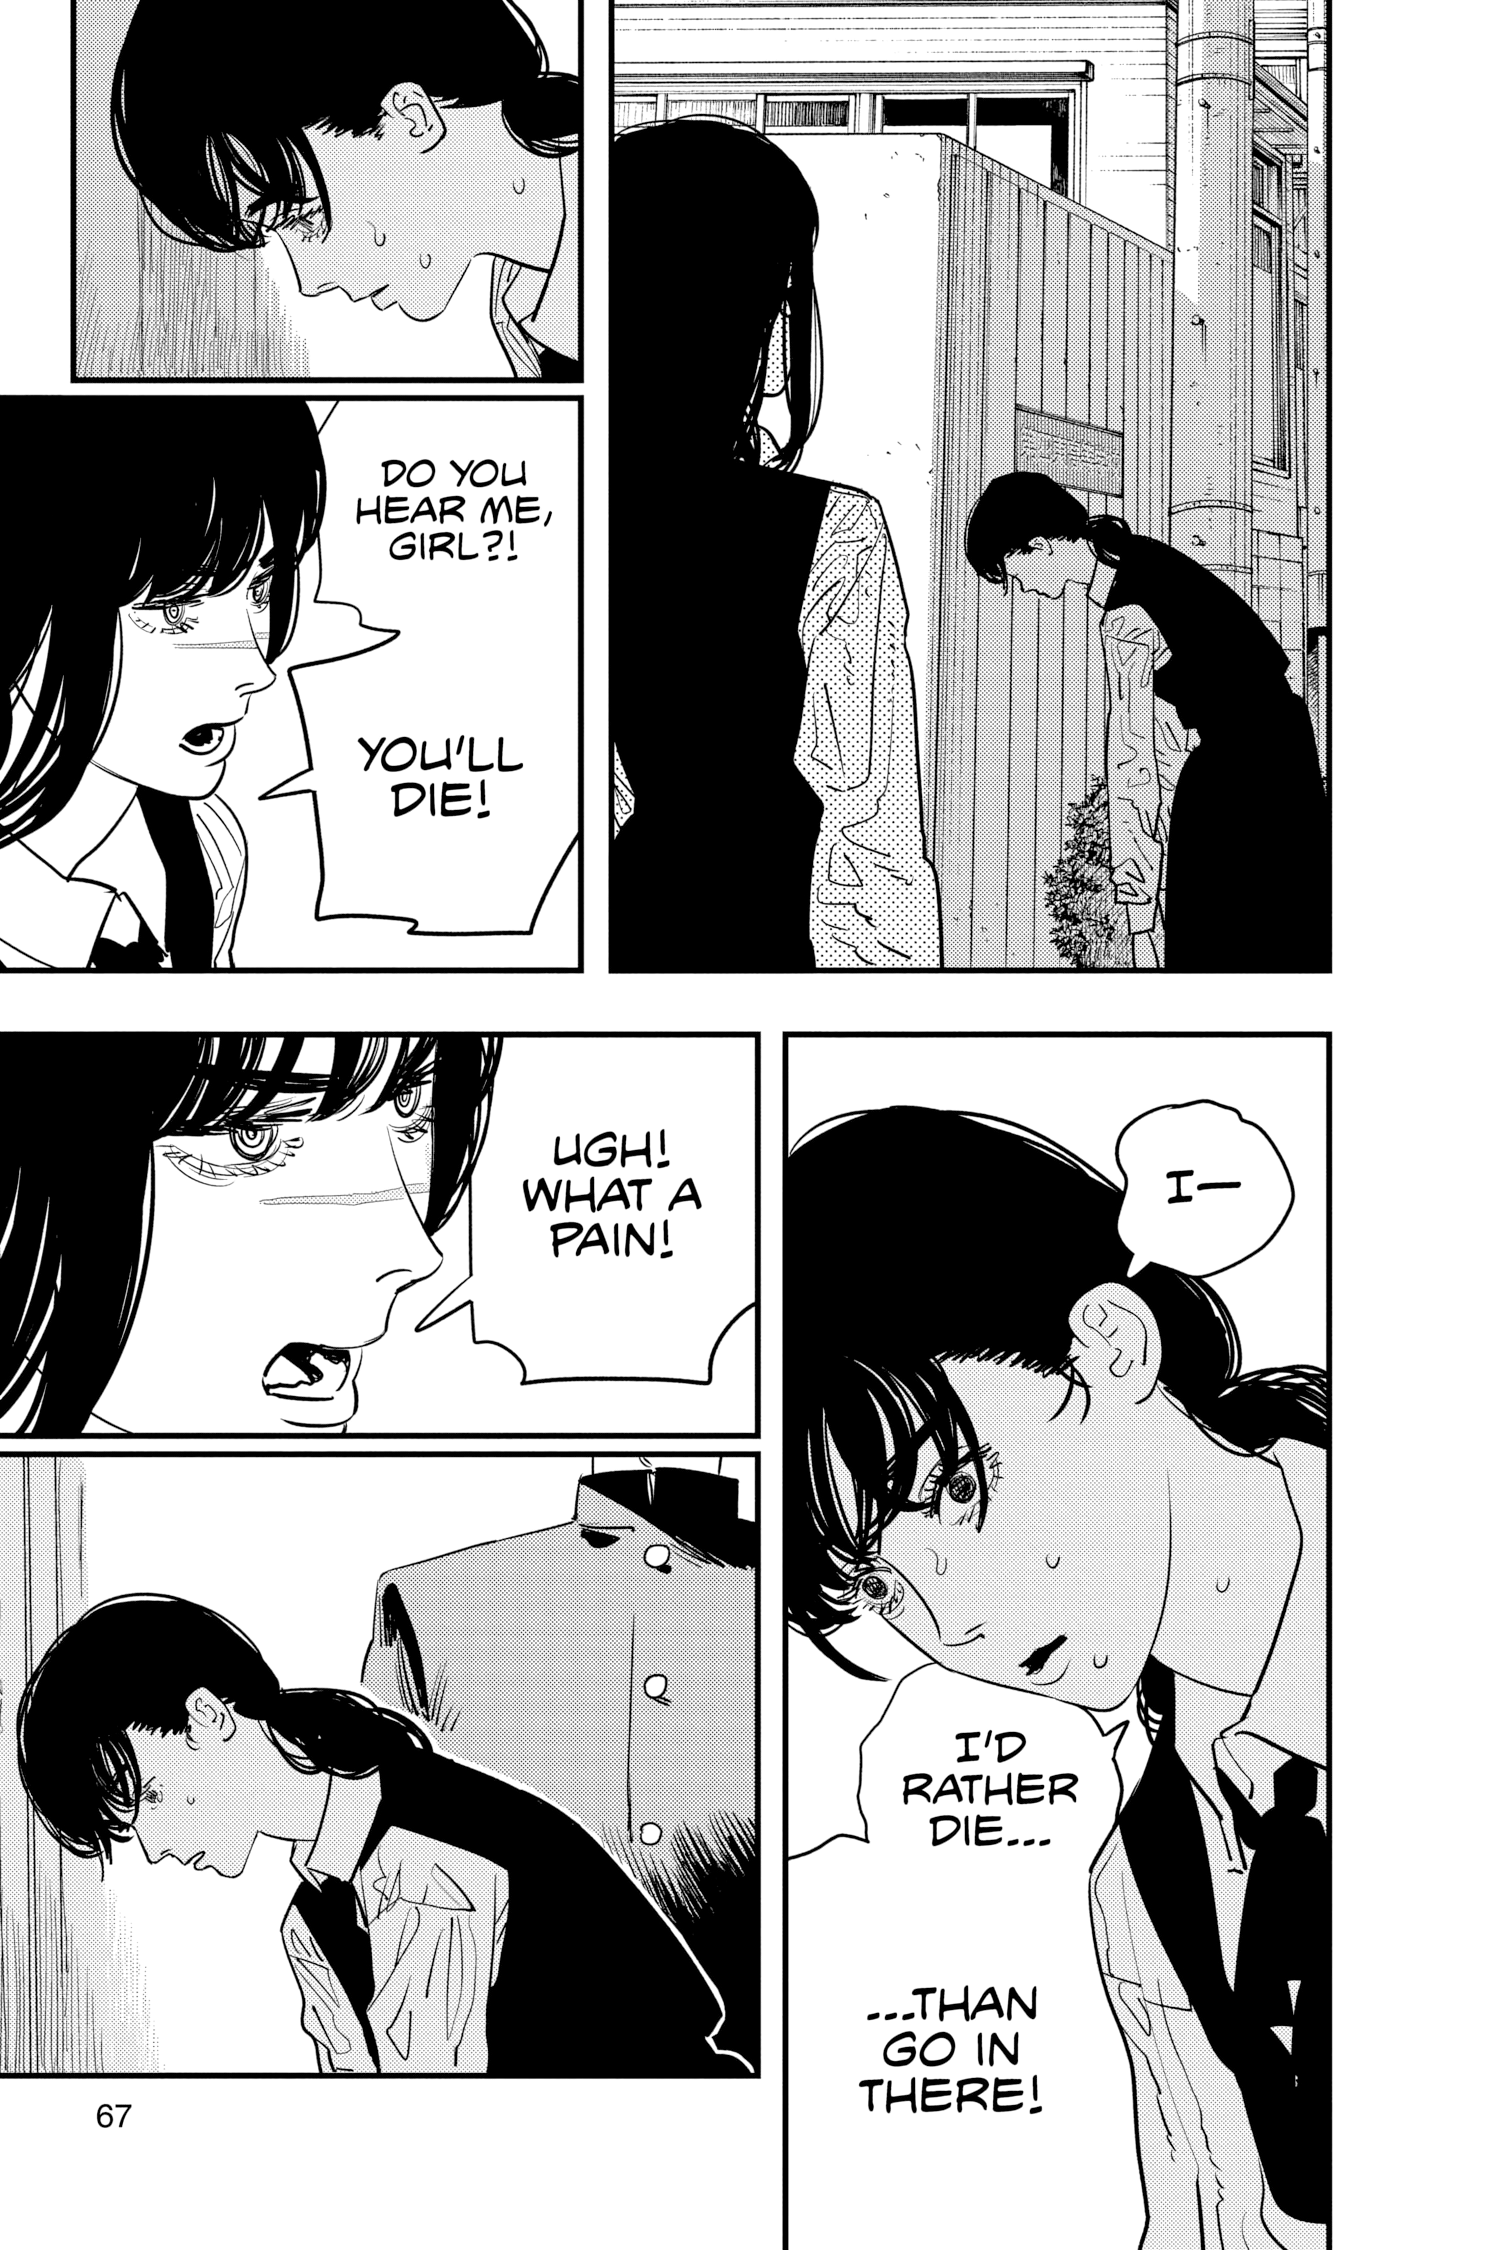 DO YOU
HEAR ME,
GIRL?!
YOU'LL
DIE!
I—
I'D
RATHER
DIE...
...THAN
GO IN
THERE!
UGH!
WHAT A
PAIN!
67